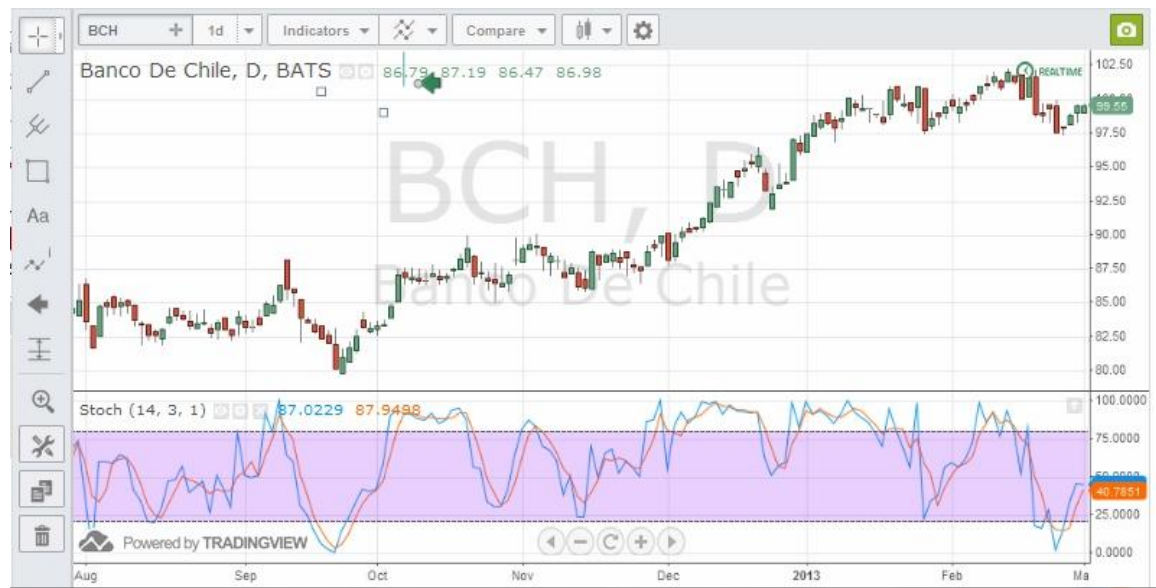 BCH 1d Indicators Compare
Banco De Chile, D, BATS 86.79 87.19 86.47 86.98
REALTIME
102.50
99.55
97.50
95.00
92.50
90.00
87.50
85.00
82.50
80.00
BCH, D
Banco De Chile
Aa
Stoch (14, 3, 1) 87.0229 87.9498
100.0000
75.0000
40.7851
25.0000
0.0000
Powered by TRADINGVIEW
Aug Sep Oct Nov Dec 2013 Feb Ma